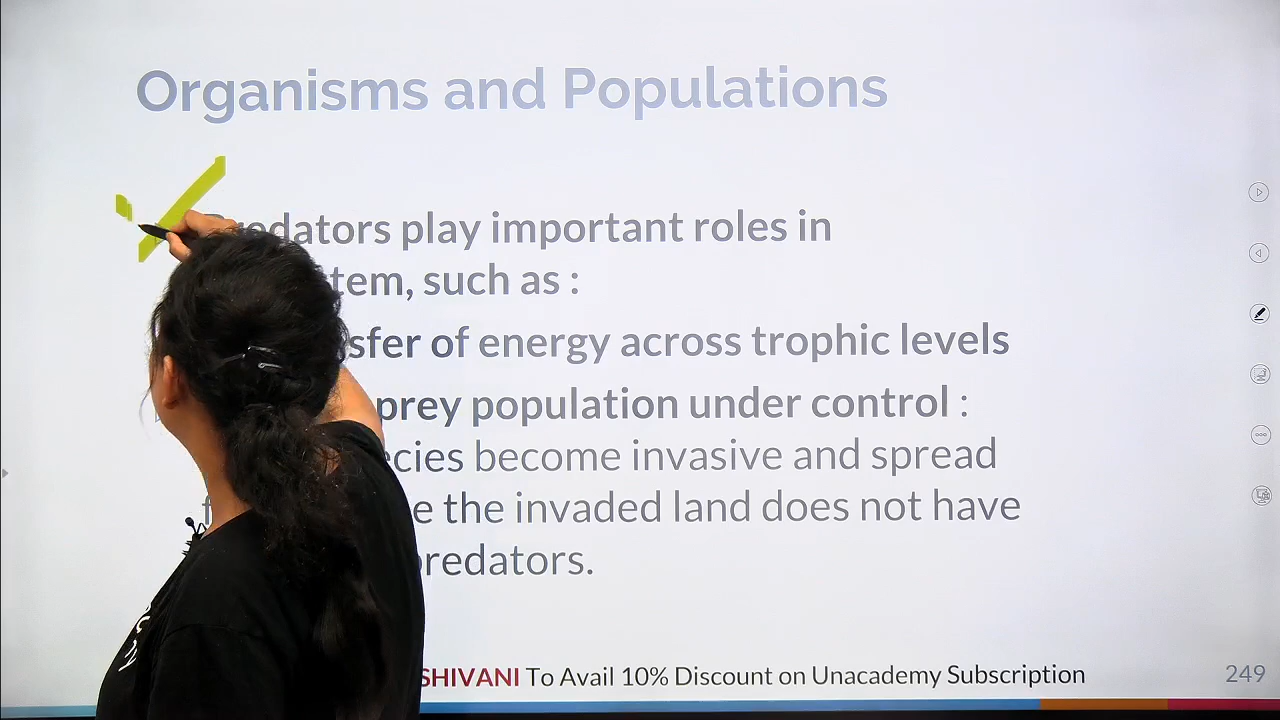 Organisms and Populations
Predators play important roles in
tem, such as :
sfer of energy across trophic levels
prey population under control :
ecies become invasive and spread
f e the invaded land does not have
predators.
SHIVANI To Avail 10% Discount on Unacademy Subscription
249